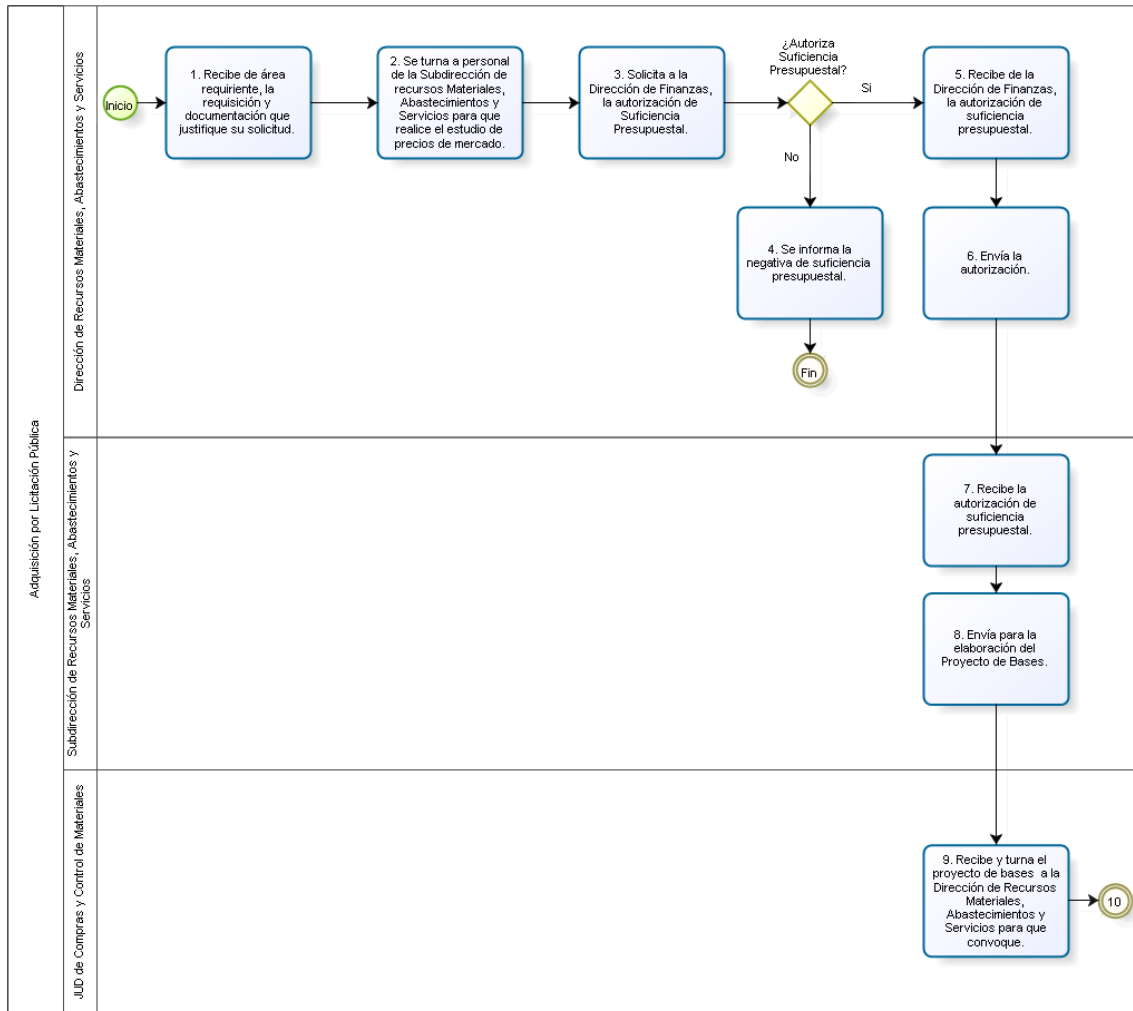 Adquisición por Licitación Pública
Dirección de Recursos Materiales, Abastecimientos y Servicios
Inicio
1. Recibe de área
requiriente, la
requisición y
documentación que
justifique su solicitud.
2. Se turna a personal
de la Subdirección de
recursos Materiales,
Abastecimientos y
Servicios para que
realice el estudio de
precios de mercado.
3. Solicita a la
Dirección de Finanzas,
la autorización de
Suficiencia
Presupuestal.
¿Autoriza
Suficiencia
Presupuestal?
Si
No
4. Se informa la
negativa de suficiencia
presupuestal.
Fin
5. Recibe de la
Dirección de Finanzas,
la autorización de
suficiencia
presupuestal.
6. Envía la
autorización.
Subdirección de Recursos Materiales, Abastecimientos y
Servicios
7. Recibe la
autorización de
suficiencia
presupuestal.
8. Envía para la
elaboración del
Proyecto de Bases.
JUD de Compras y Control de Materiales
9. Recibe y turna el
proyecto de bases a la
Dirección de Recursos
Materiales,
Abastecimientos y
Servicios para que
convoque.
10